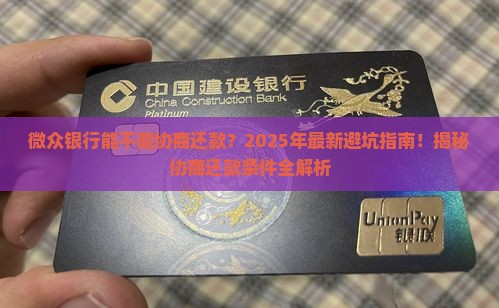 中国建设银行
China Construction Bank
Platinum
微众银行能不能协商还款？2025年最新避坑指南！揭秘
协商还款条件全解析
UnionPay
银联